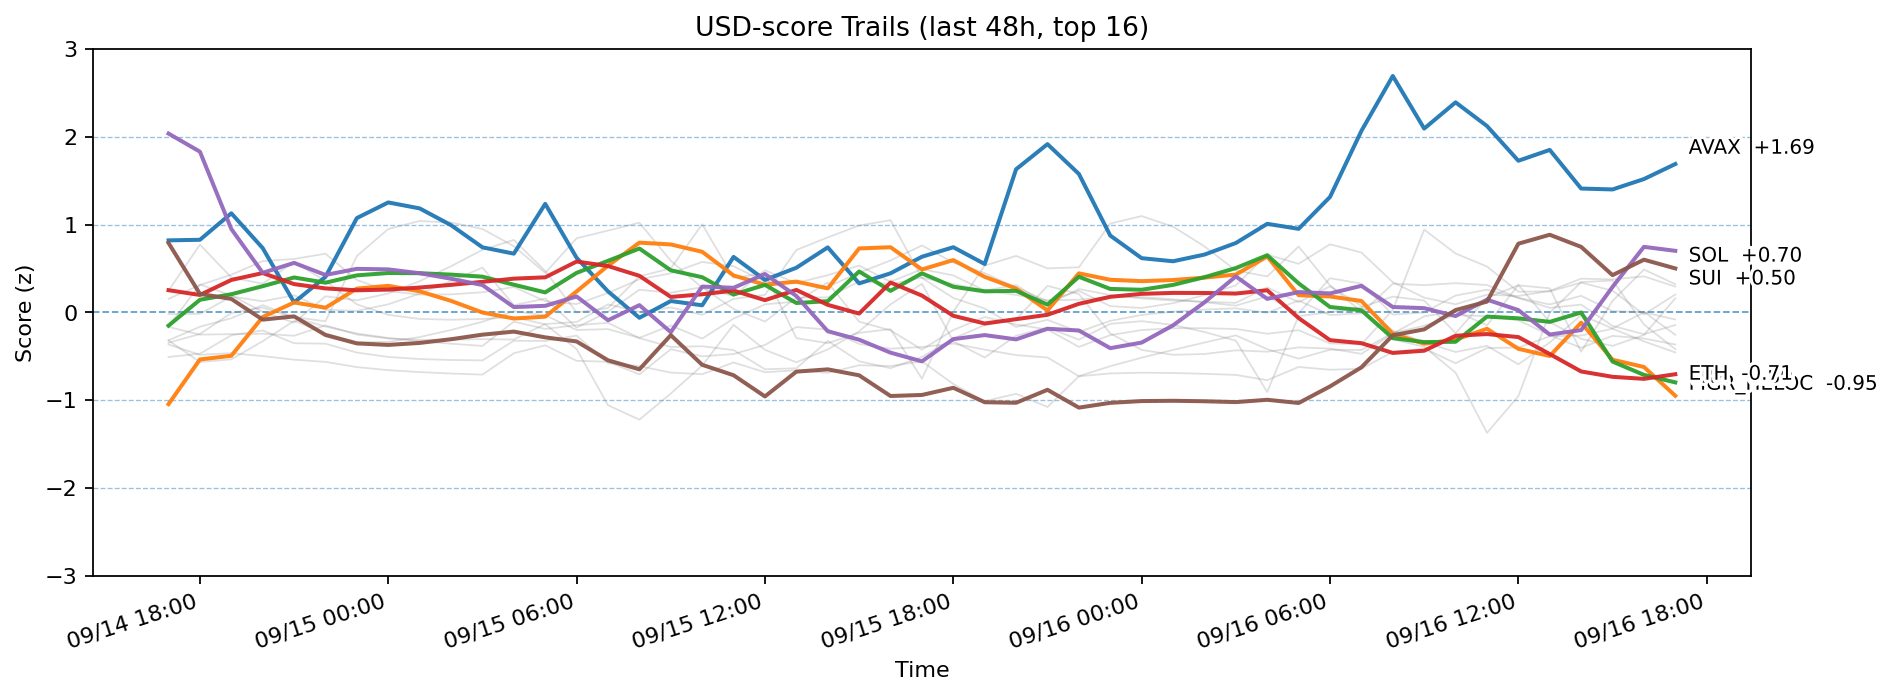 USD-score Trails (last 48h, top 16)
Score (z)
3
2
1
0
−1
−2
−3
AVAX +1.69
SOL +0.70
SUI +0.50
ETH -0.71
-0.95
09/14 18:00
09/15 00:00
09/15 06:00
09/15 12:00
09/15 18:00
09/16 00:00
09/16 06:00
09/16 12:00
09/16 18:00
Time